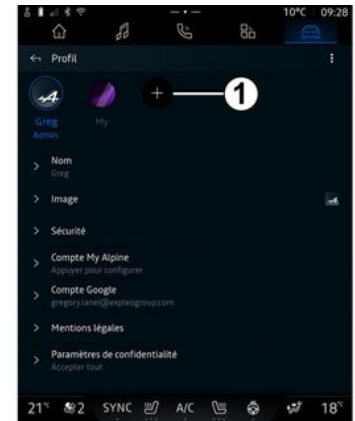 10°C 09:28
Profil
1
Greg
Admin.
My
Nom
Greg
Image
Sécurité
Compte My Alpine
Appuyer pour configurer
Compte Google
gregory.lanel@expleogroup.com
Mentions légales
Paramètres de confidentialité
Accepter tout
21°C 2 SYNC A/C 18°C